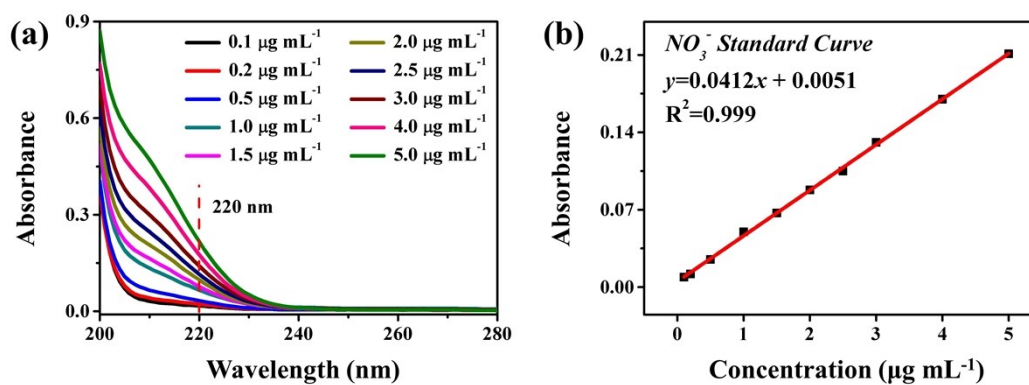 (a)
0.9
0.6
0.3
0.0
Absorbance
0.1 μg mL⁻¹
0.2 μg mL⁻¹
0.5 μg mL⁻¹
1.0 μg mL⁻¹
1.5 μg mL⁻¹
2.0 μg mL⁻¹
2.5 μg mL⁻¹
3.0 μg mL⁻¹
4.0 μg mL⁻¹
5.0 μg mL⁻¹
220 nm
200 220 240 260 280
Wavelength (nm)
(b)
0.21
0.14
0.07
0.00
Absorbance
NO₃⁻ Standard Curve
y=0.0412x + 0.0051
R²=0.999
0 1 2 3 4 5
Concentration (μg mL⁻¹)